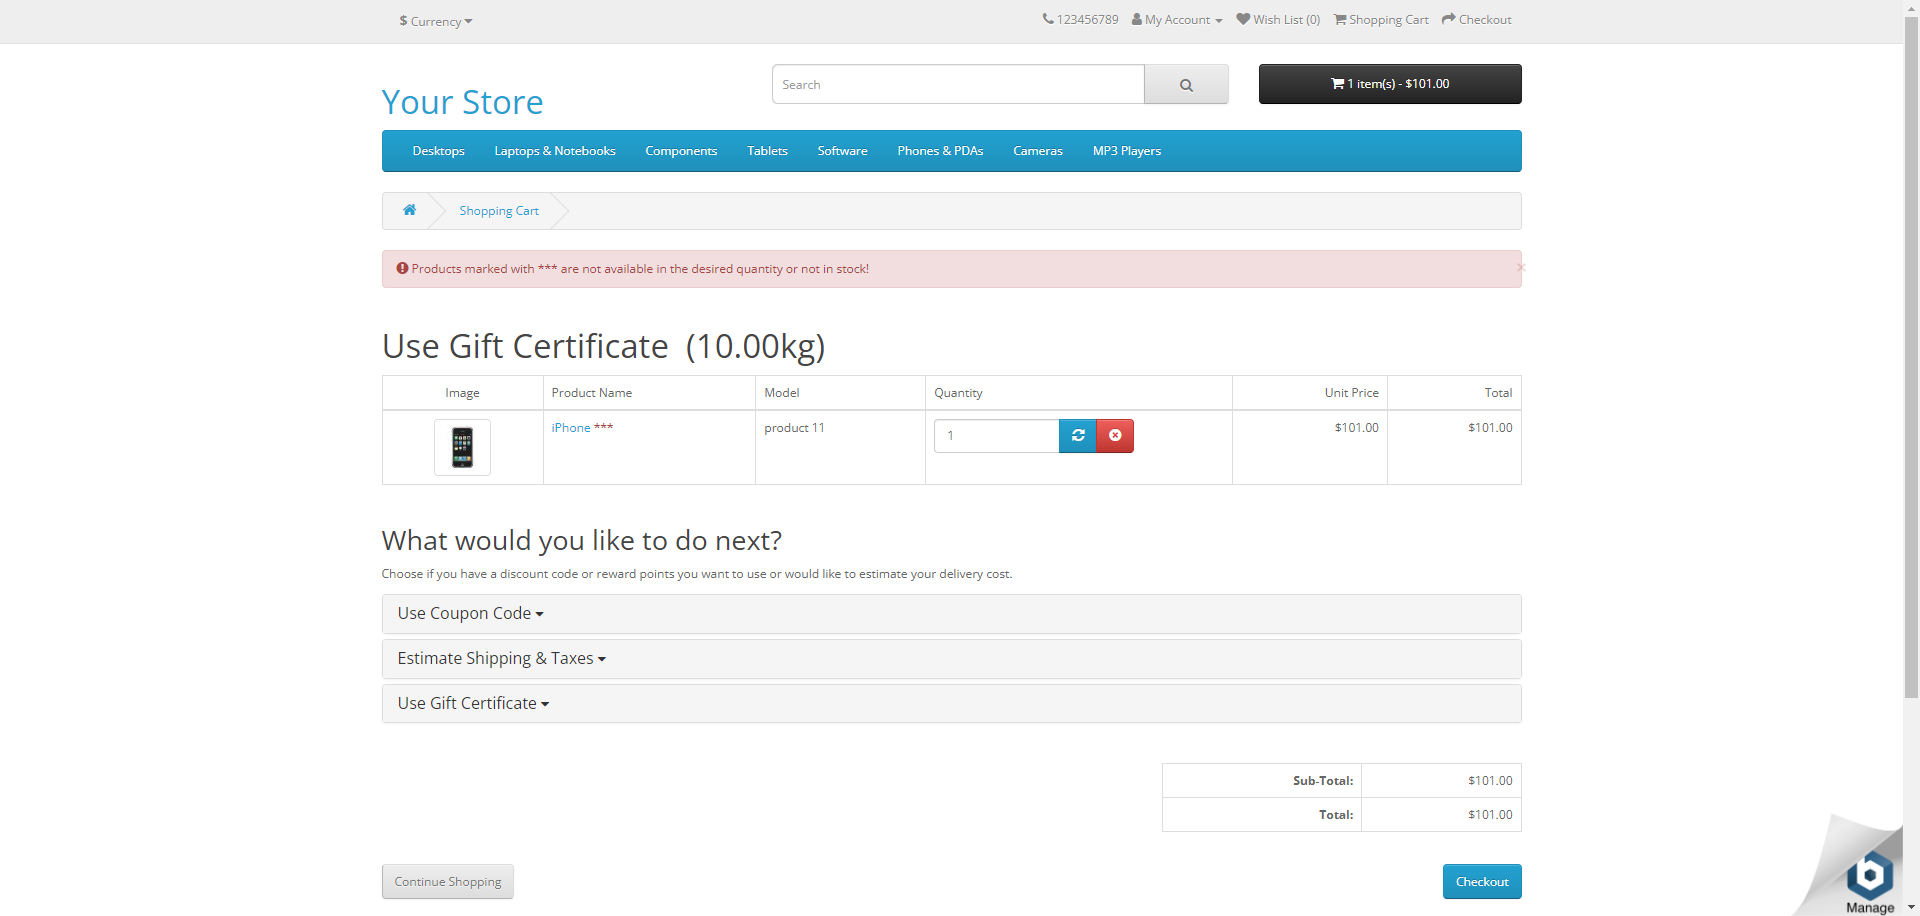 $ Currency
123456789 My Account Wish List (0) Shopping Cart Checkout
Your Store
Search
1 item(s) - $101.00
Desktops Laptops & Notebooks Components Tablets Software Phones & PDAs Cameras MP3 Players
Shopping Cart
Products marked with *** are not available in the desired quantity or not in stock!
×
Use Gift Certificate (10.00kg)
Image Product Name Model Quantity Unit Price Total
iPhone *** product 11 1 $101.00 $101.00
What would you like to do next?
Choose if you have a discount code or reward points you want to use or would like to estimate your delivery cost.
Use Coupon Code
Estimate Shipping & Taxes
Use Gift Certificate
Sub-Total: $101.00
Total: $101.00
Continue Shopping Checkout
Manage